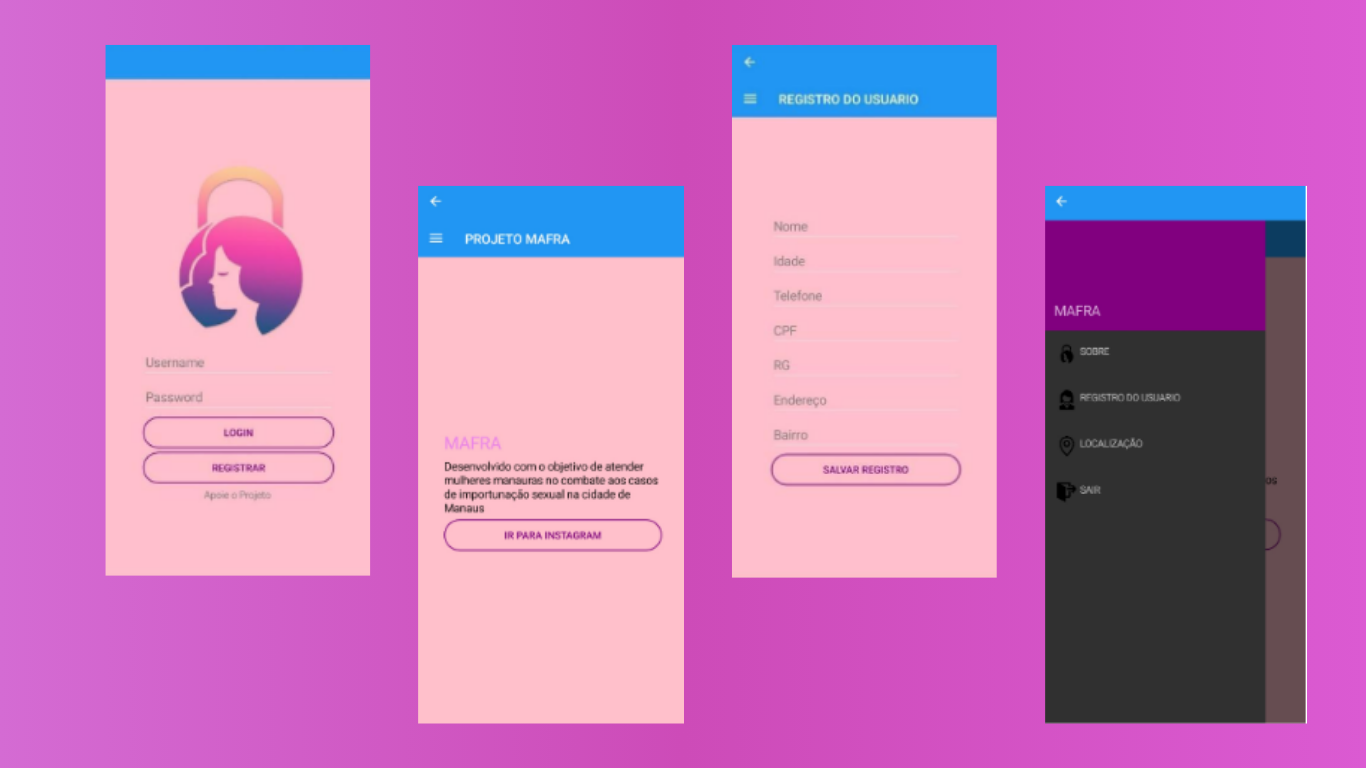 Username
Password
LOGIN
REGISTRAR
Apoie o Projeto
PROJETO MAFRA
MAFRA
Desenvolvido com o objetivo de atender
mulheres manauras no combate aos casos
de importunação sexual na cidade de
Manaus
IR PARA INSTAGRAM
REGISTRO DO USUARIO
Nome
Idade
Telefone
CPF
RG
Endereço
Bairro
SALVAR REGISTRO
MAFRA
SOBRE
REGISTRO DO USUARIO
LOCALIZAÇÃO
SAIR
os